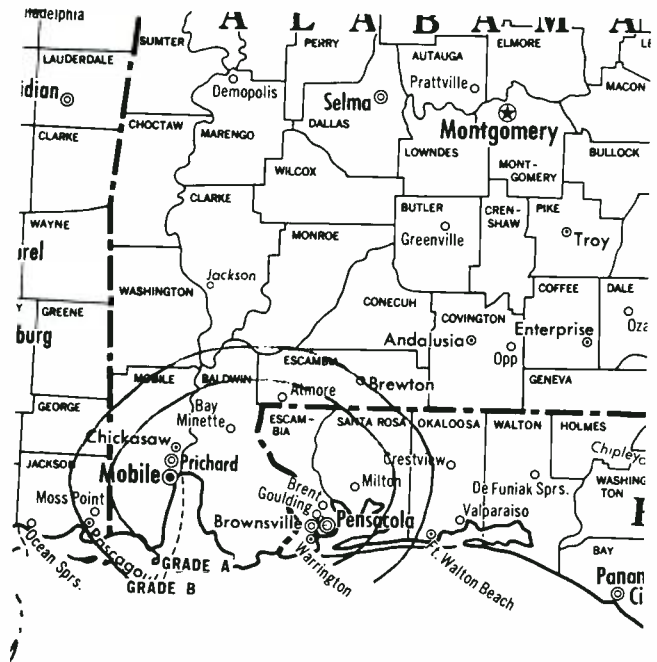 A L A B A M A
SUMTER
PERRY
AUTAUGA
ELMORE
LAUDERDALE
Demopolis
Prattville
MACON
Selma
CHOCTAW
MARENGO
DALLAS
Montgomery
CLARKE
LOWNDES
MONT-
GOMERY
BULLOCK
WILCOX
CLARKE
BUTLER
CREN-
SHAW
PIKE
WAYNE
MONROE
Greenville
Troy
Jackson
WASHINGTON
CONECUH
COFFEE
DALE
GREENE
COVINGTON
Andalusia
Enterprise
Opp
ESCAMBIA
MOBILE
BALDWIN
Atmore
Brewton
GENEVA
GEORGE
Bay
Minette
ESCAM-
BIA
SANTA ROSA
OKALOOSA
WALTON
HOLMES
Chickasaw
Chipley
JACKSON
Mobile
Prichard
Crestview
WASHING
TON
Moss Point
Brent
Milton
De Funiak Sprs.
Goulding
Valparaiso
Brownsville
Pensacola
Ocean Sprs.
Warrington
Ft. Walton Beach
BAY
GRADE A
GRADE B